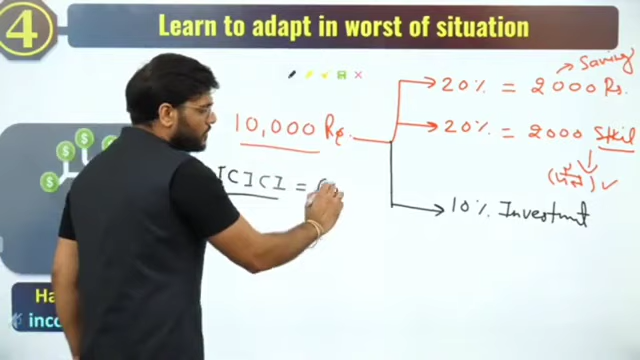 4
Learn to adapt in worst of situation
Saving
20% = 2000 Rs.
10,000 Rs.
20% = 2000 Skil
ICICI =
10% Investment
Ha
inco